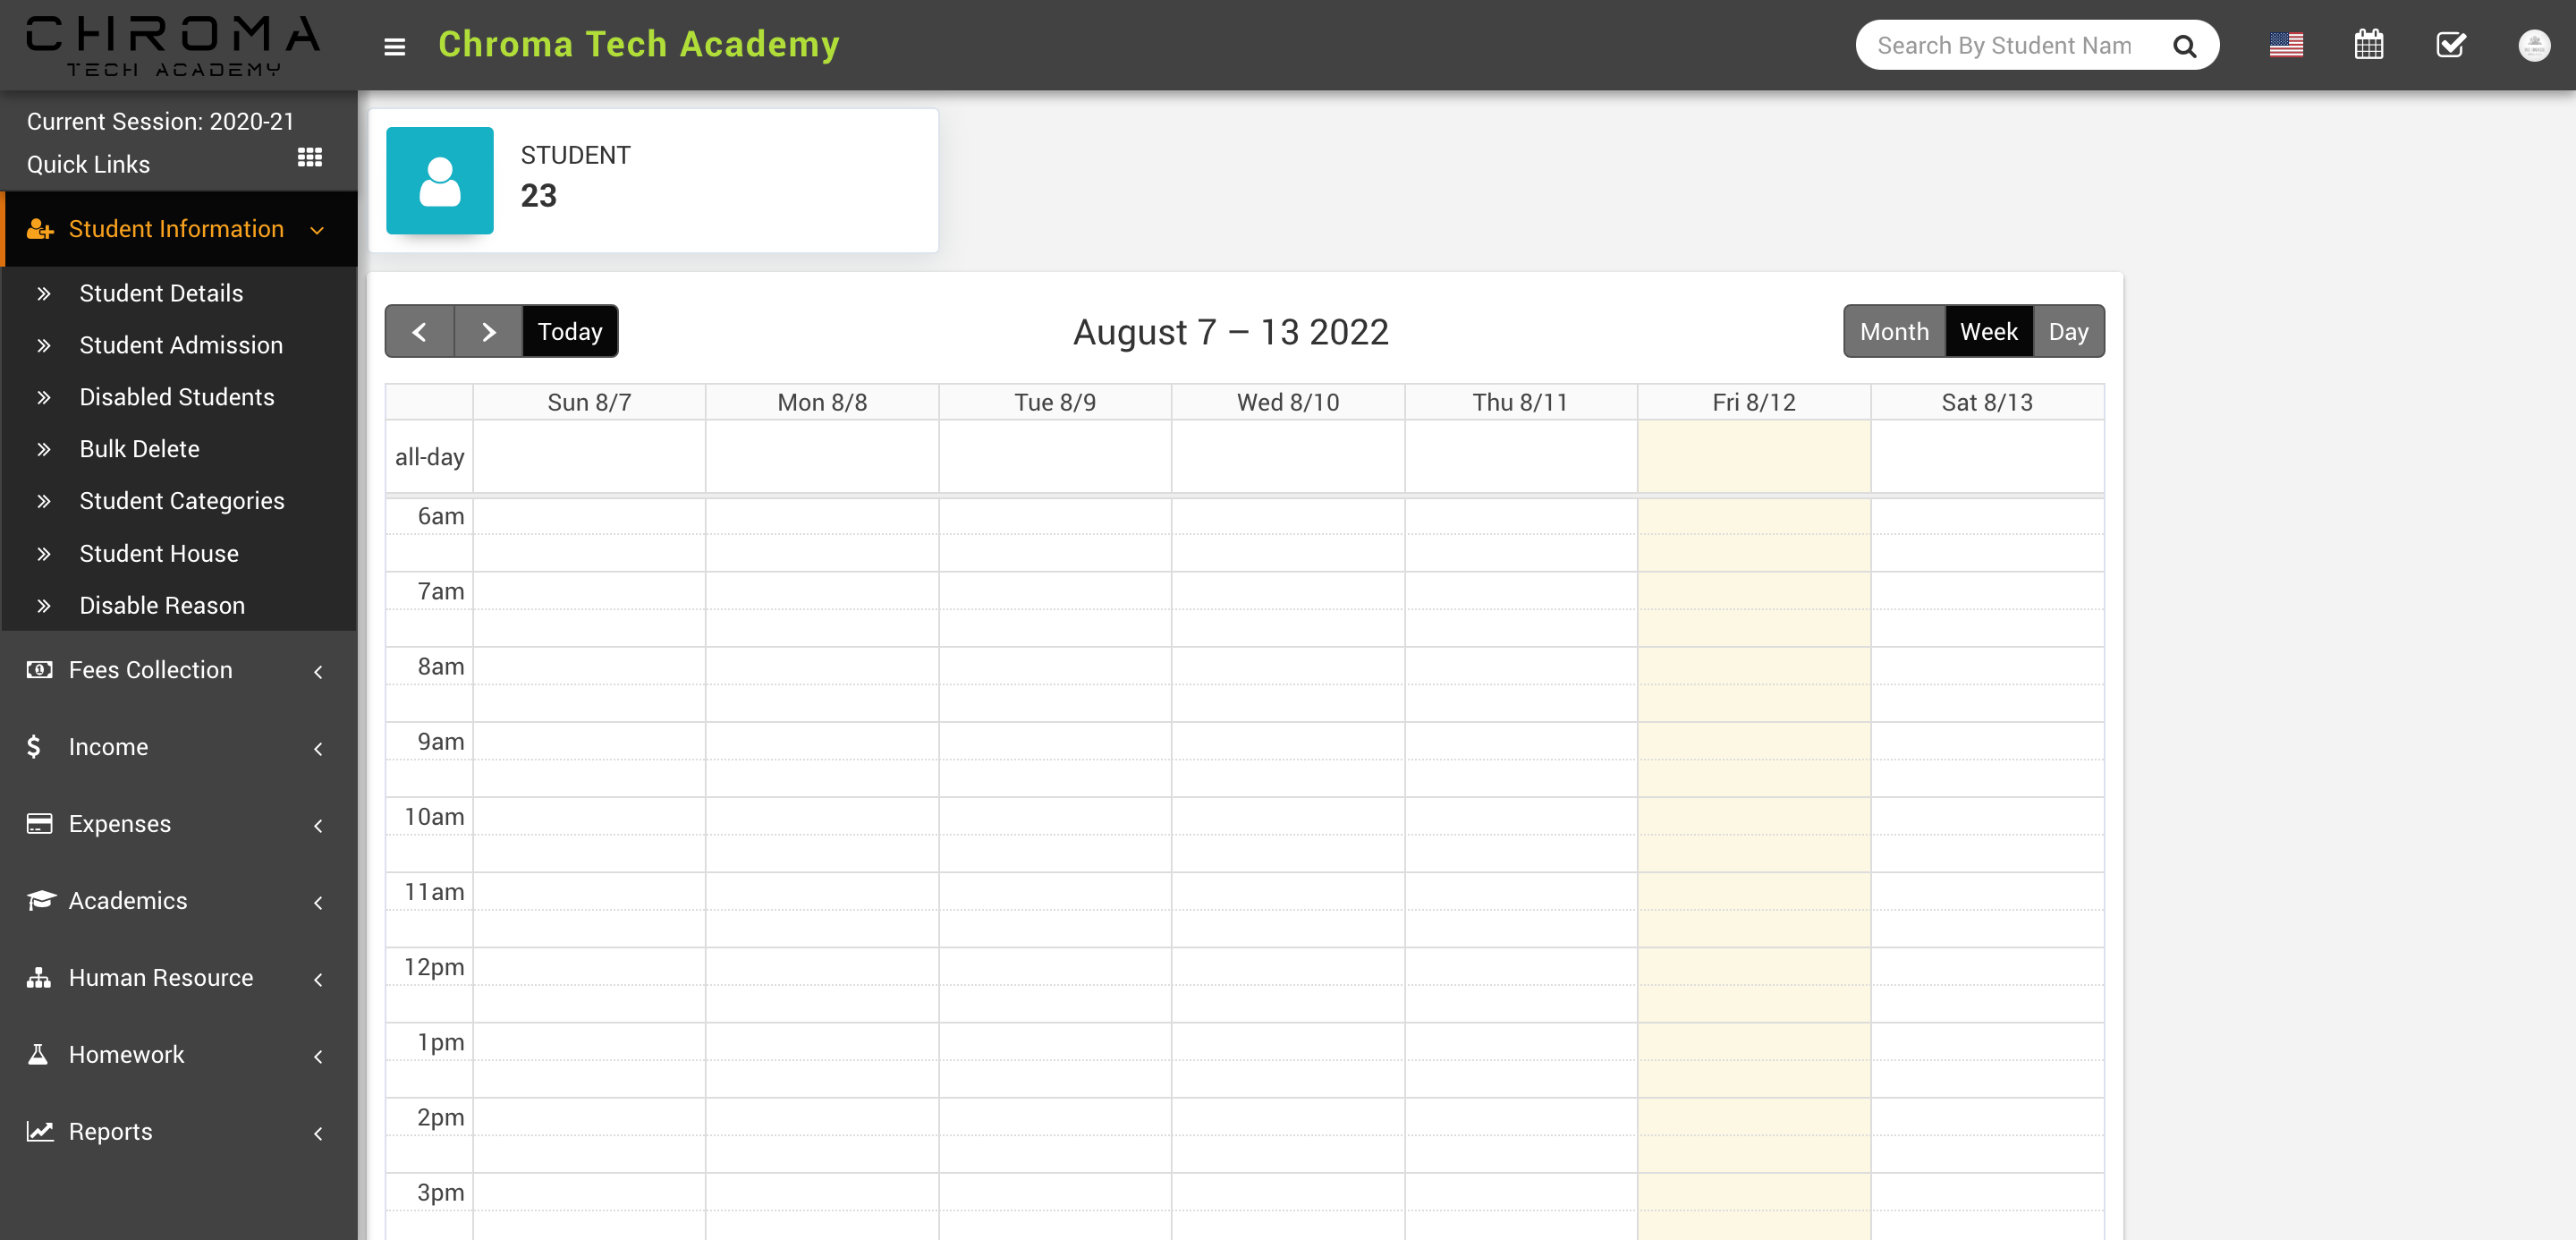 CHROMA
TECH ACADEMY
Chroma Tech Academy
Search By Student Nam
Current Session: 2020-21
Quick Links
Student Information
Student Details
Student Admission
Disabled Students
Bulk Delete
Student Categories
Student House
Disable Reason
Fees Collection
Income
Expenses
Academics
Human Resource
Homework
Reports
STUDENT
23
Today
August 7 – 13 2022
Month Week Day
Sun 8/7 Mon 8/8 Tue 8/9 Wed 8/10 Thu 8/11 Fri 8/12 Sat 8/13
all-day
6am
7am
8am
9am
10am
11am
12pm
1pm
2pm
3pm